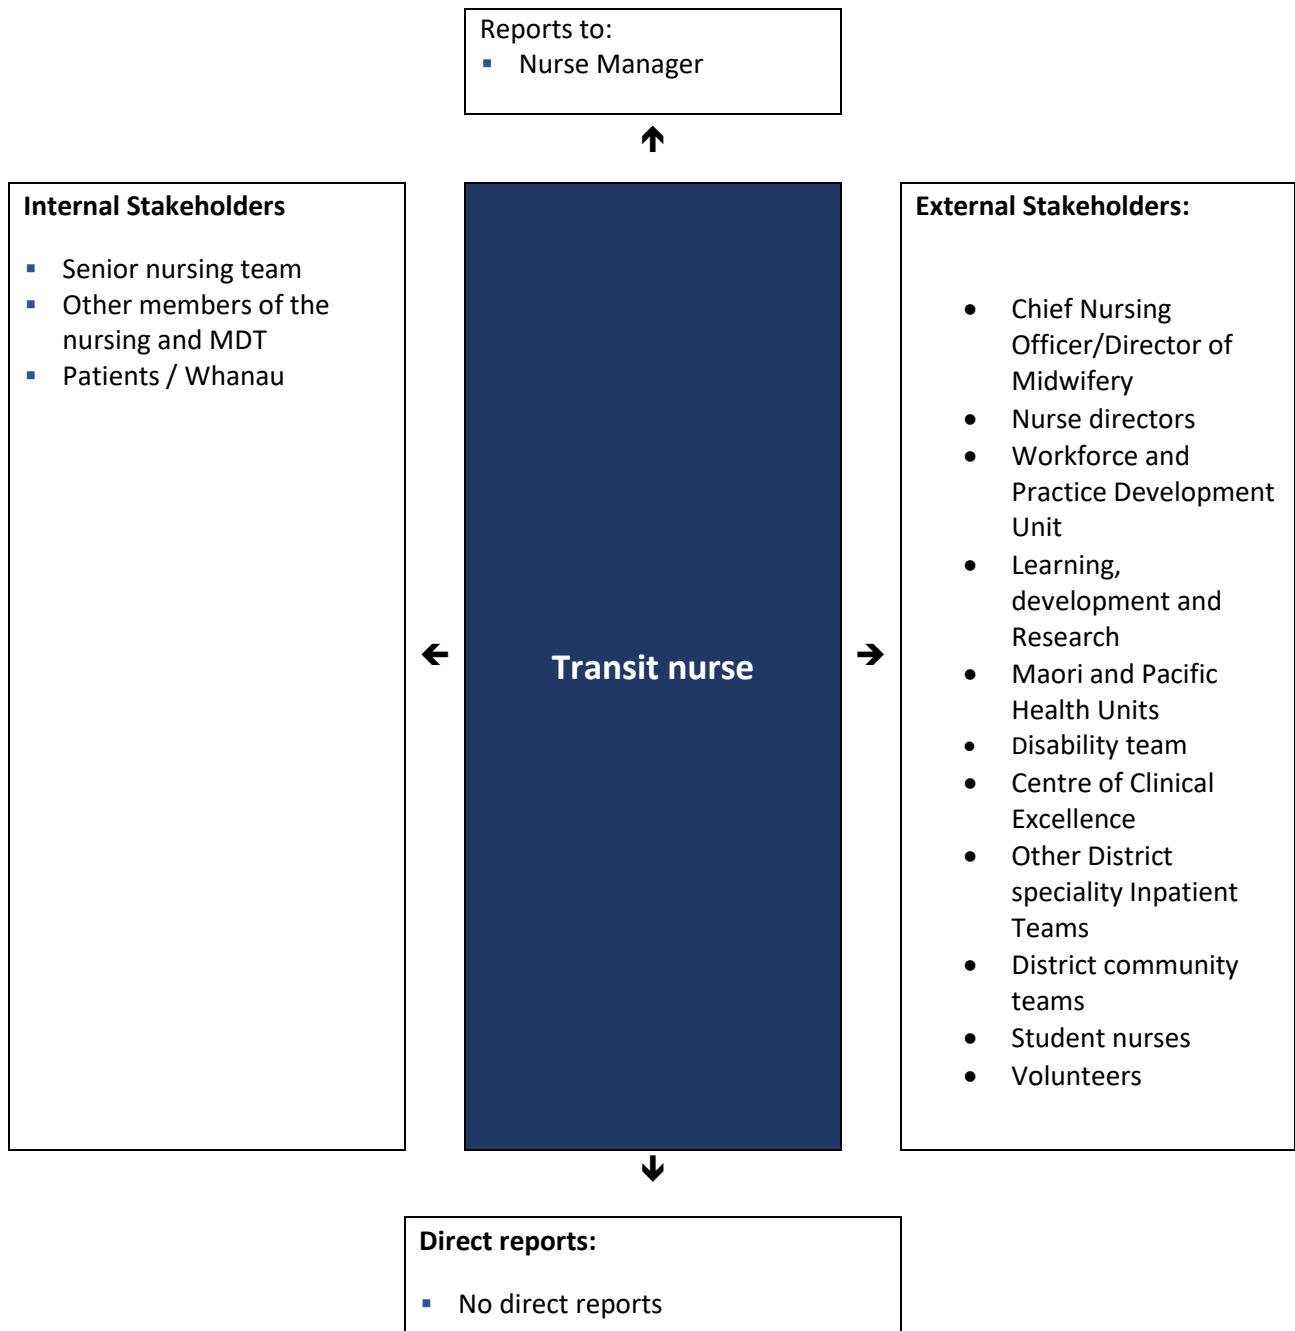 Reports to:
▪ Nurse Manager
Internal Stakeholders
▪ Senior nursing team
▪ Other members of the
nursing and MDT
▪ Patients / Whanau
Transit nurse
External Stakeholders:
• Chief Nursing
Officer/Director of
Midwifery
• Nurse directors
• Workforce and
Practice Development
Unit
• Learning,
development and
Research
• Maori and Pacific
Health Units
• Disability team
• Centre of Clinical
Excellence
• Other District
speciality Inpatient
Teams
• District community
teams
• Student nurses
• Volunteers
Direct reports:
▪ No direct reports